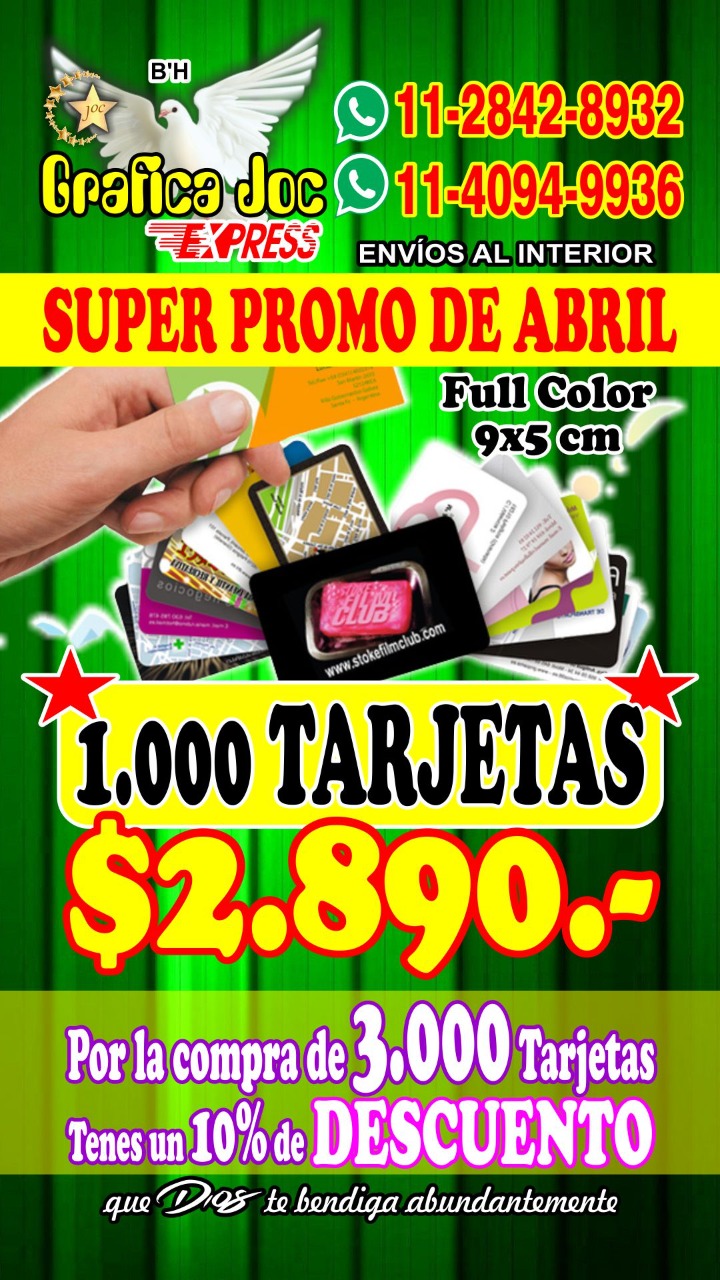 B'H
JOC
Grafica Joc
EXPRESS
11-2842-8932
11-4094-9936
ENVÍOS AL INTERIOR
SUPER PROMO DE ABRIL
Full Color
9x5 cm
CLUB
www.stokefilmclub.com
1.000 TARJETAS
$2.890.-
Por la compra de 3.000 Tarjetas
Tenes un 10% de DESCUENTO
que Dios te bendiga abundantemente